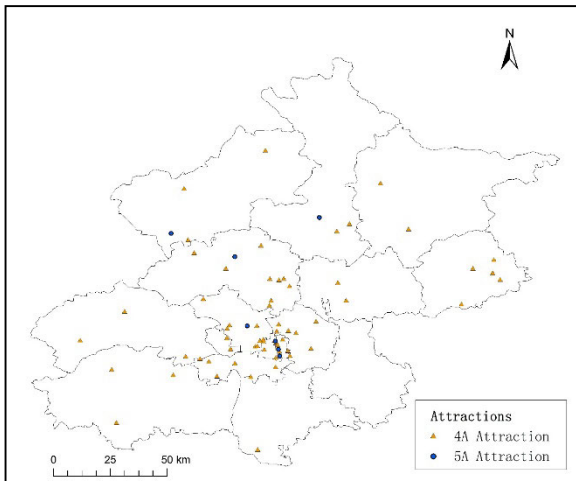 N
Attractions
4A Attraction
5A Attraction
0 25 50 km